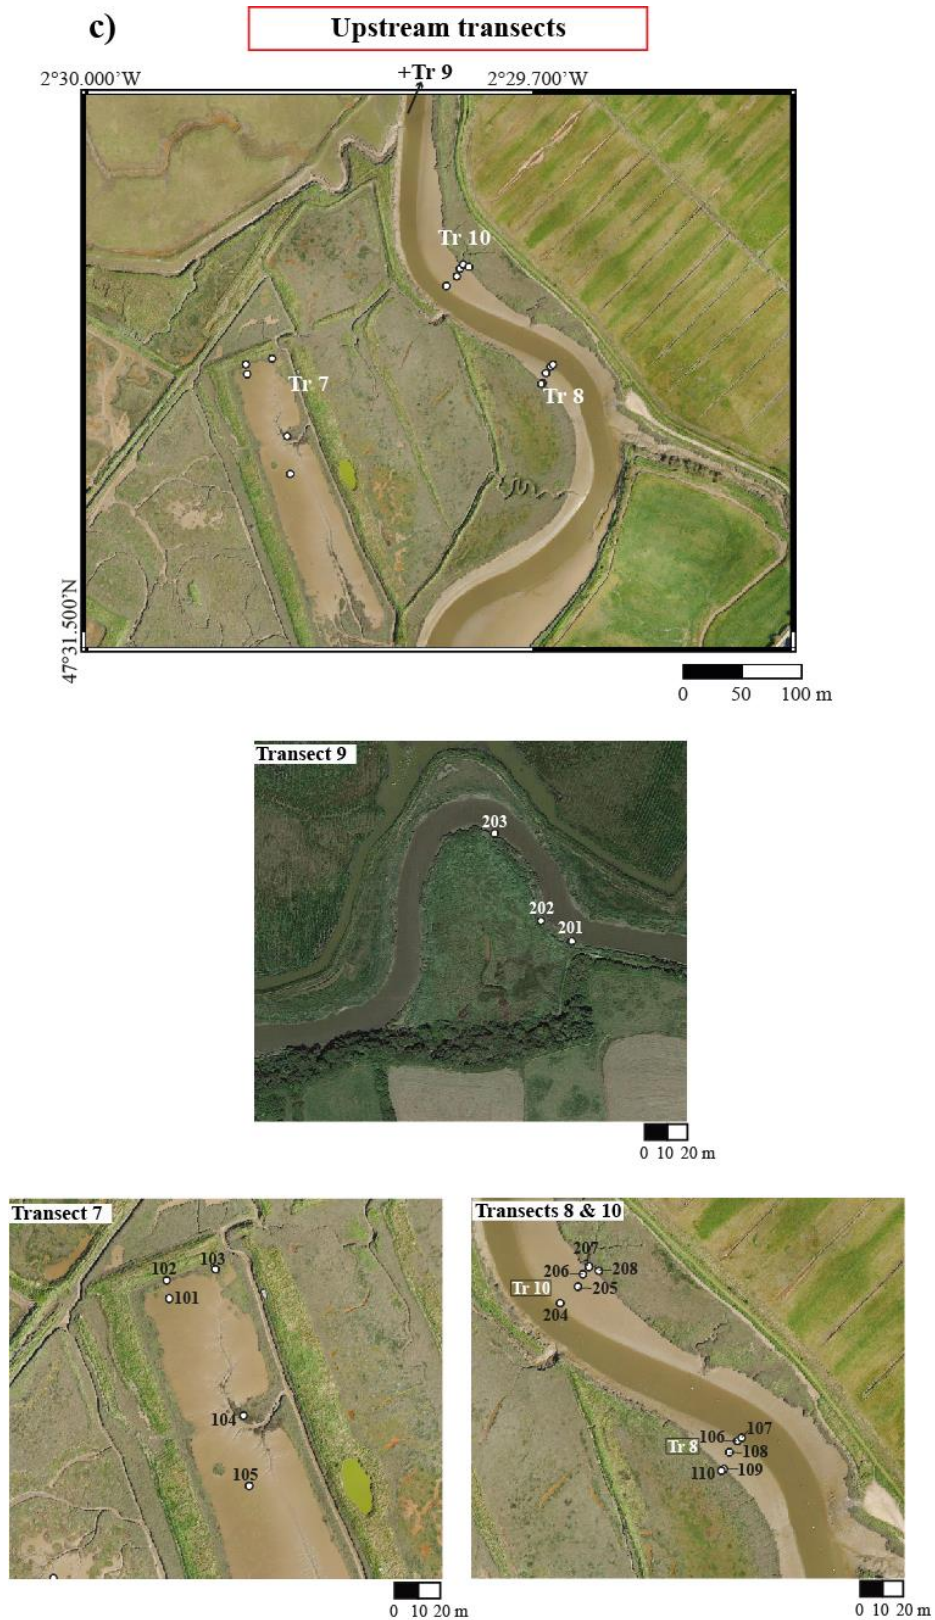 c)
Upstream transects
+Tr 9
2°30.000’W
2°29.700’W
Tr 10
Tr 7
Tr 8
47°31.500’N
0 50 100 m
Transect 9
203
202
201
0 10 20 m
Transect 7
102
103
101
104
105
0 10 20 m
Transects 8 & 10
207
206
208
Tr 10
205
204
107
106
Tr 8
108
110
109
0 10 20 m